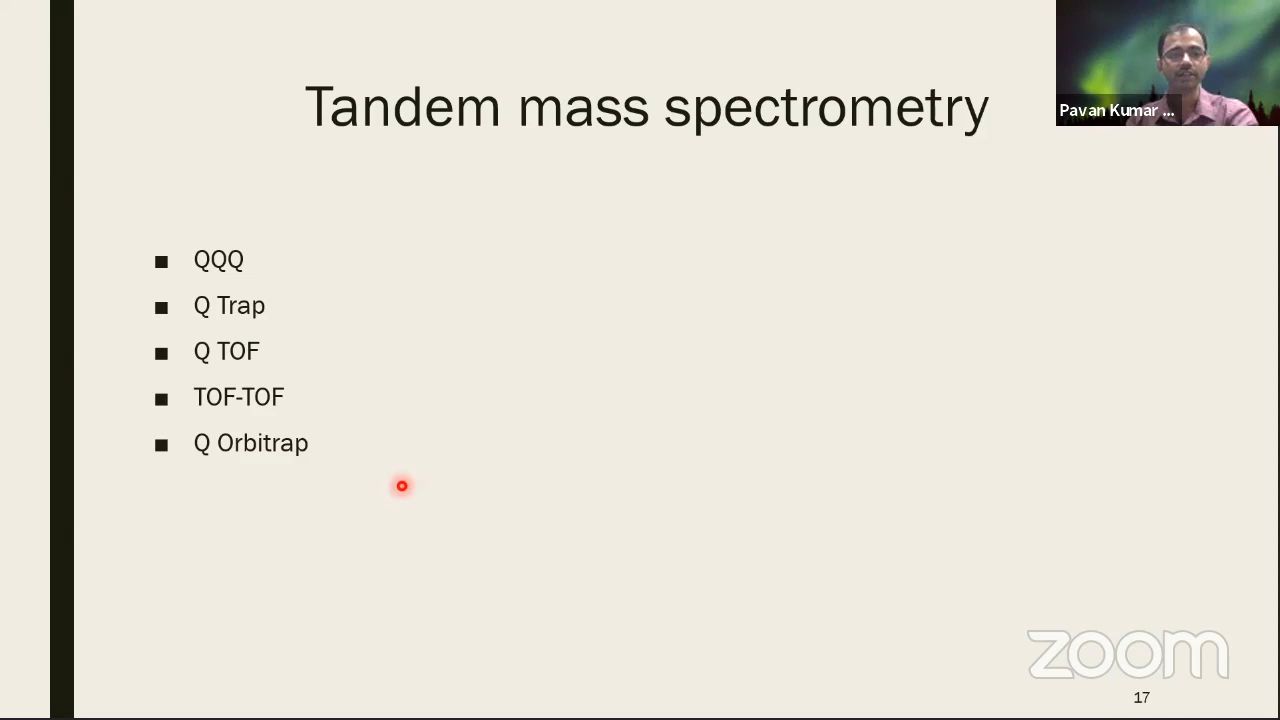 Tandem mass spectrometry
Pavan Kumar ...
QQQ
Q Trap
Q TOF
TOF-TOF
Q Orbitrap
zoom
17